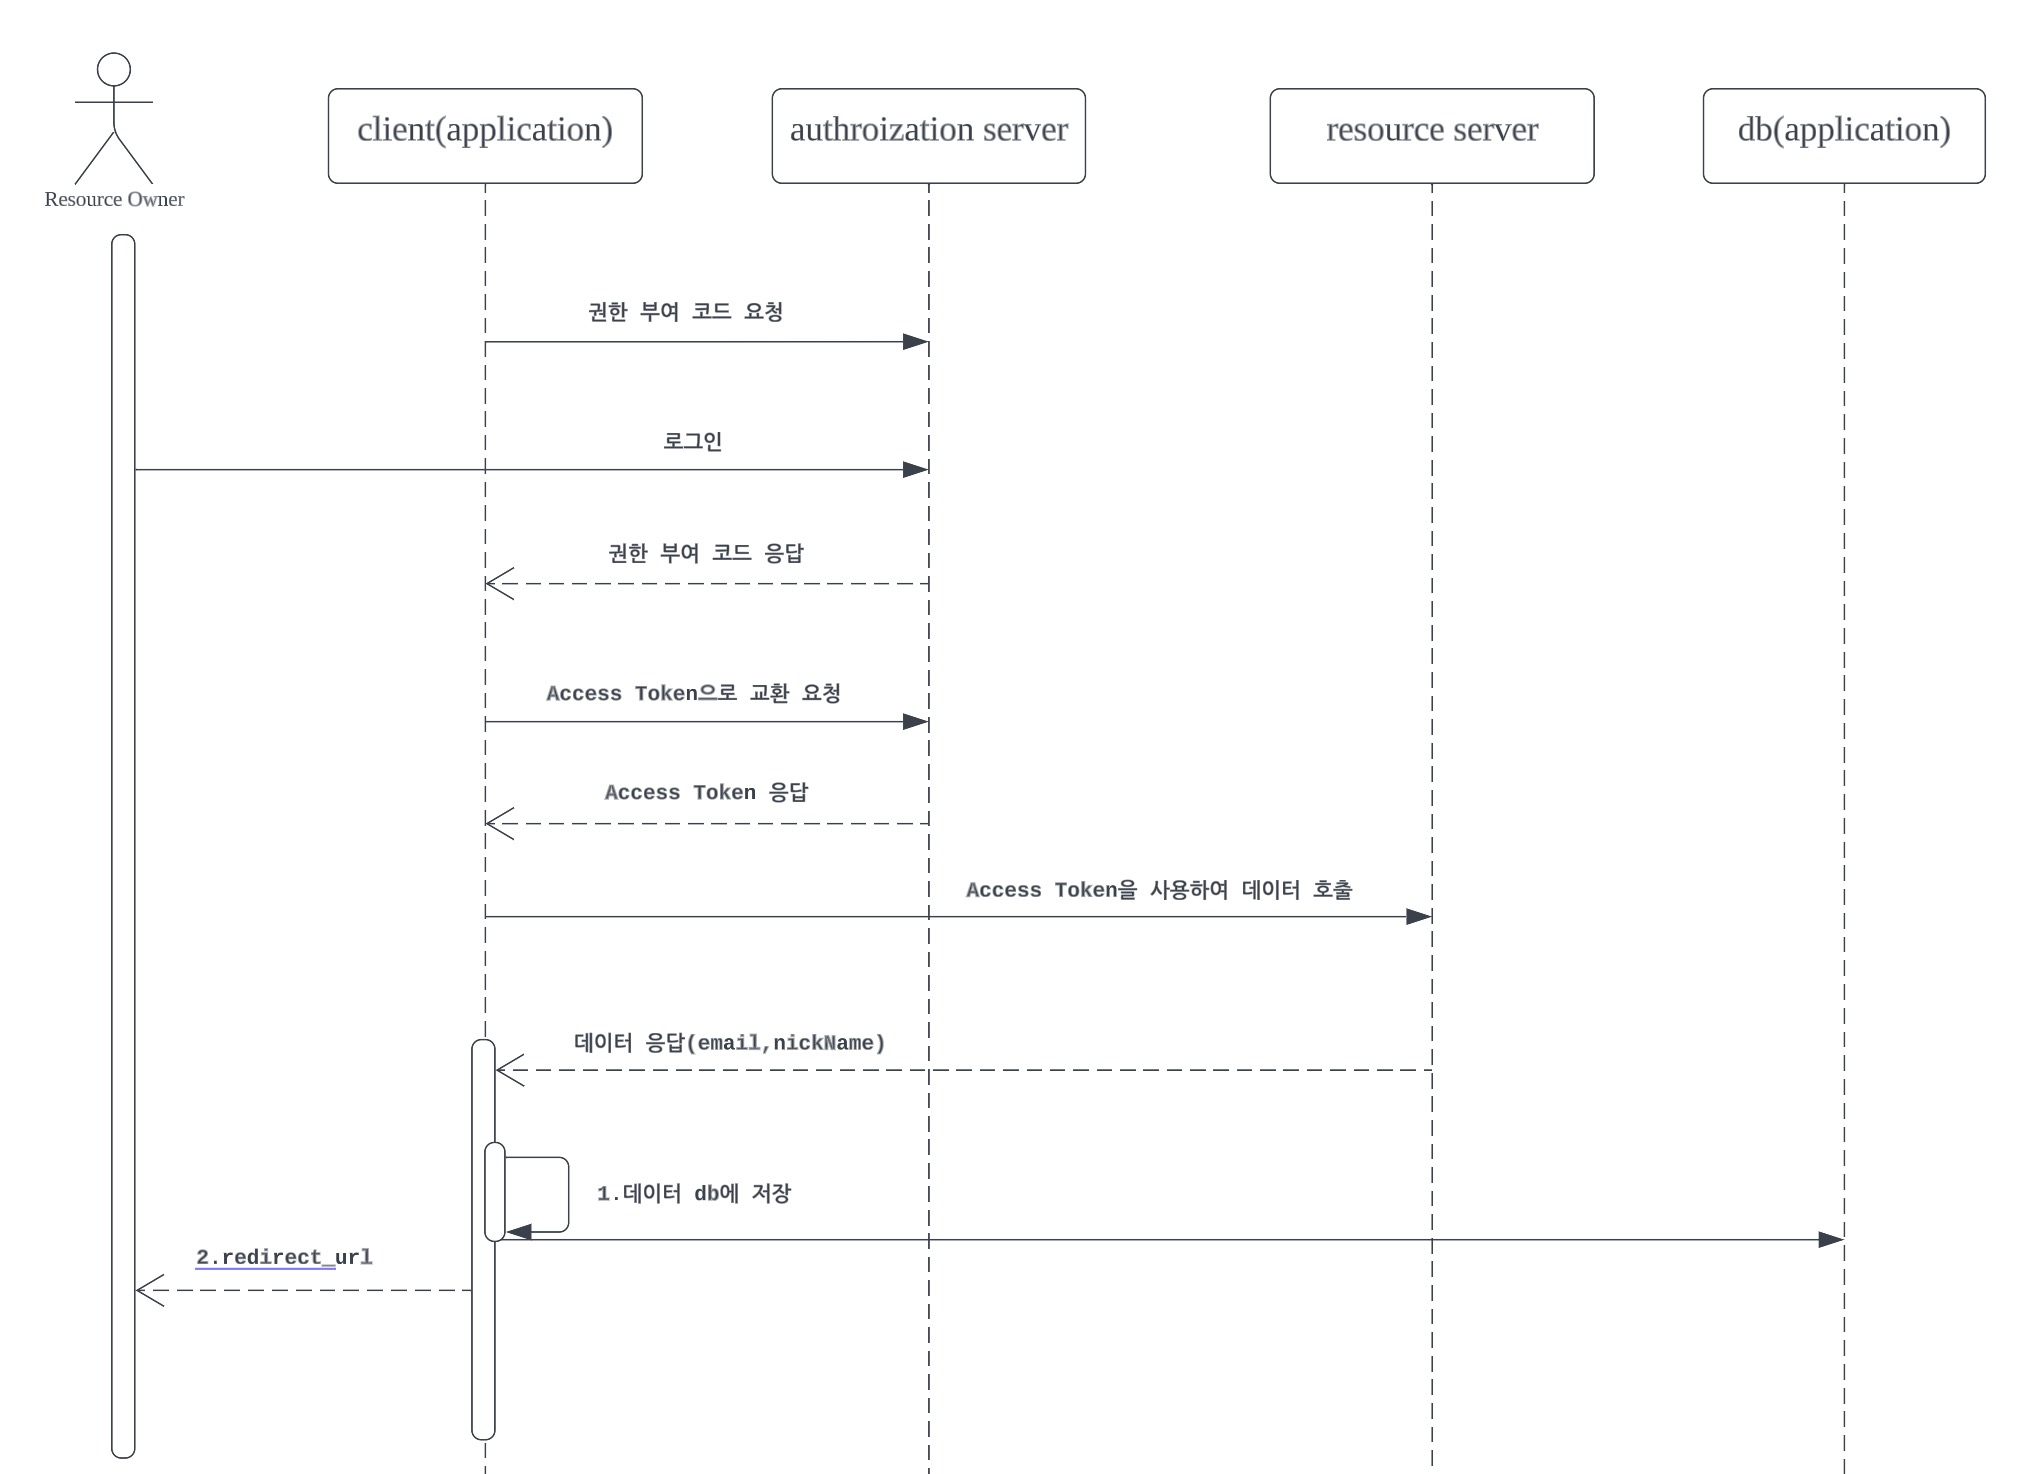 Resource Owner
client(application)
authroization server
resource server
db(application)
권한 부여 코드 요청
로그인
권한 부여 코드 응답
Access Token으로 교환 요청
Access Token 응답
Access Token을 사용하여 데이터 호출
데이터 응답(email,nickName)
1.데이터 db에 저장
2.redirect_url